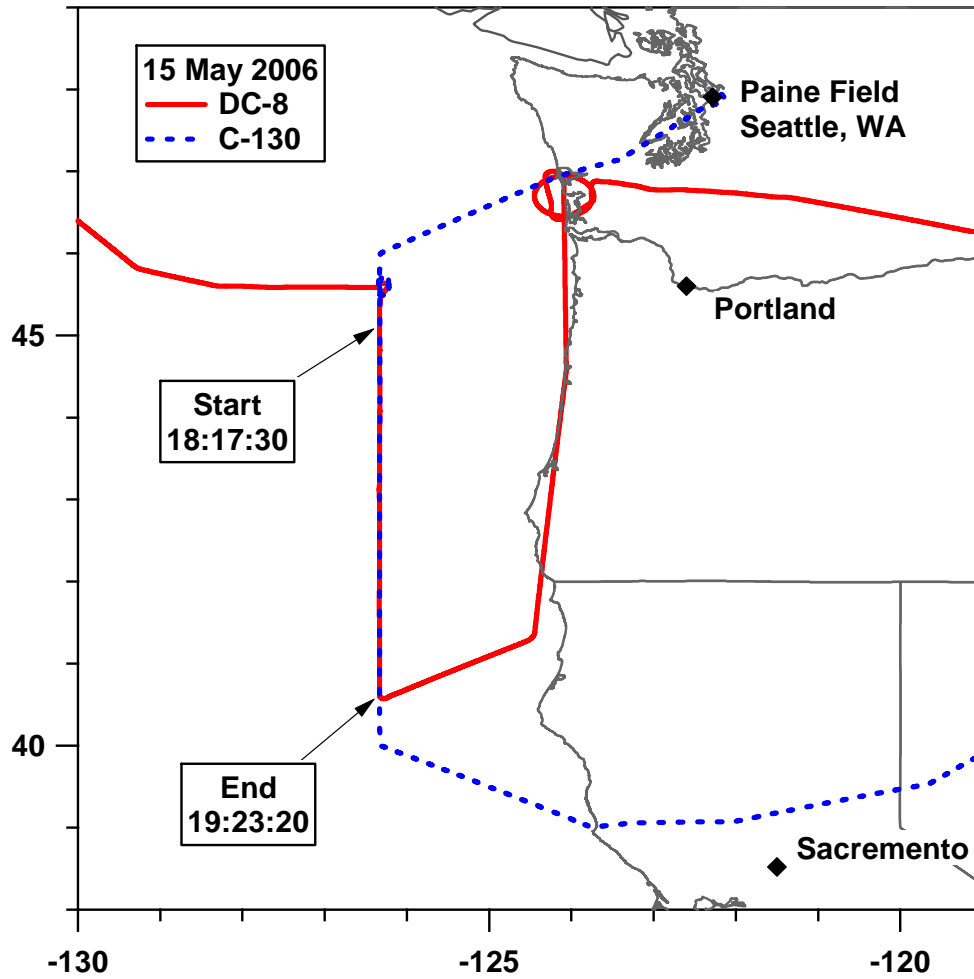 15 May 2006
DC-8
C-130
Paine Field
Seattle, WA
Portland
45
Start
18:17:30
40
End
19:23:20
Sacremento
-130
-125
-120